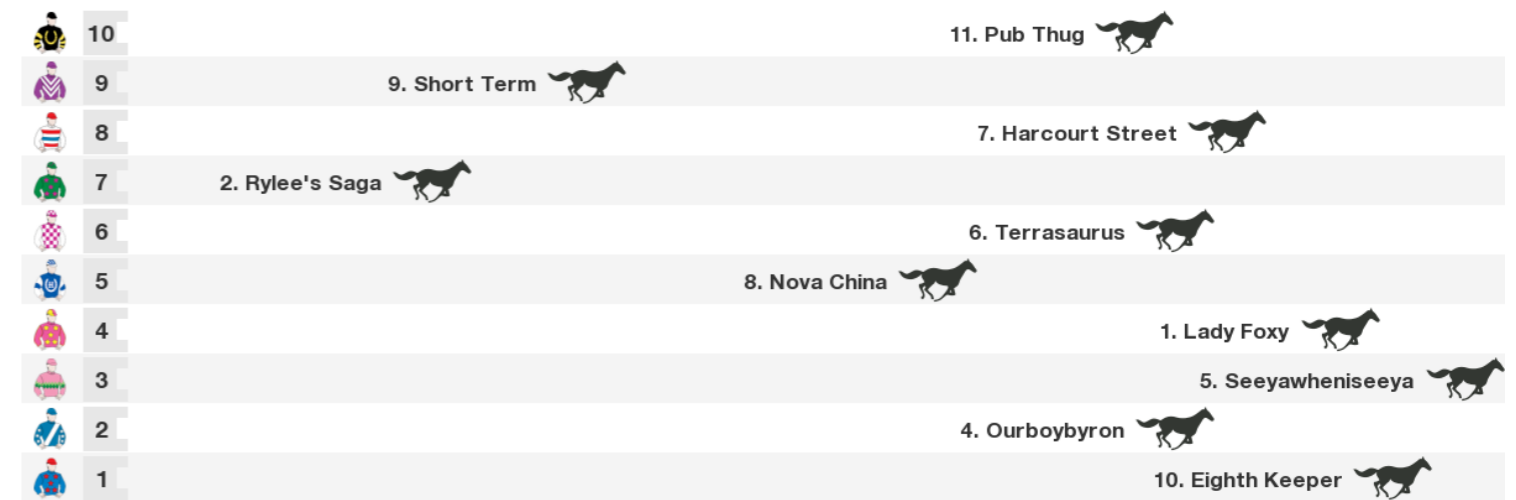 10 11. Pub Thug
9 9. Short Term
8 7. Harcourt Street
7 2. Rylee's Saga
6 6. Terrasaurus
5 8. Nova China
4 1. Lady Foxy
3 5. Seeyawheniseeya
2 4. Ourboybyron
1 10. Eighth Keeper